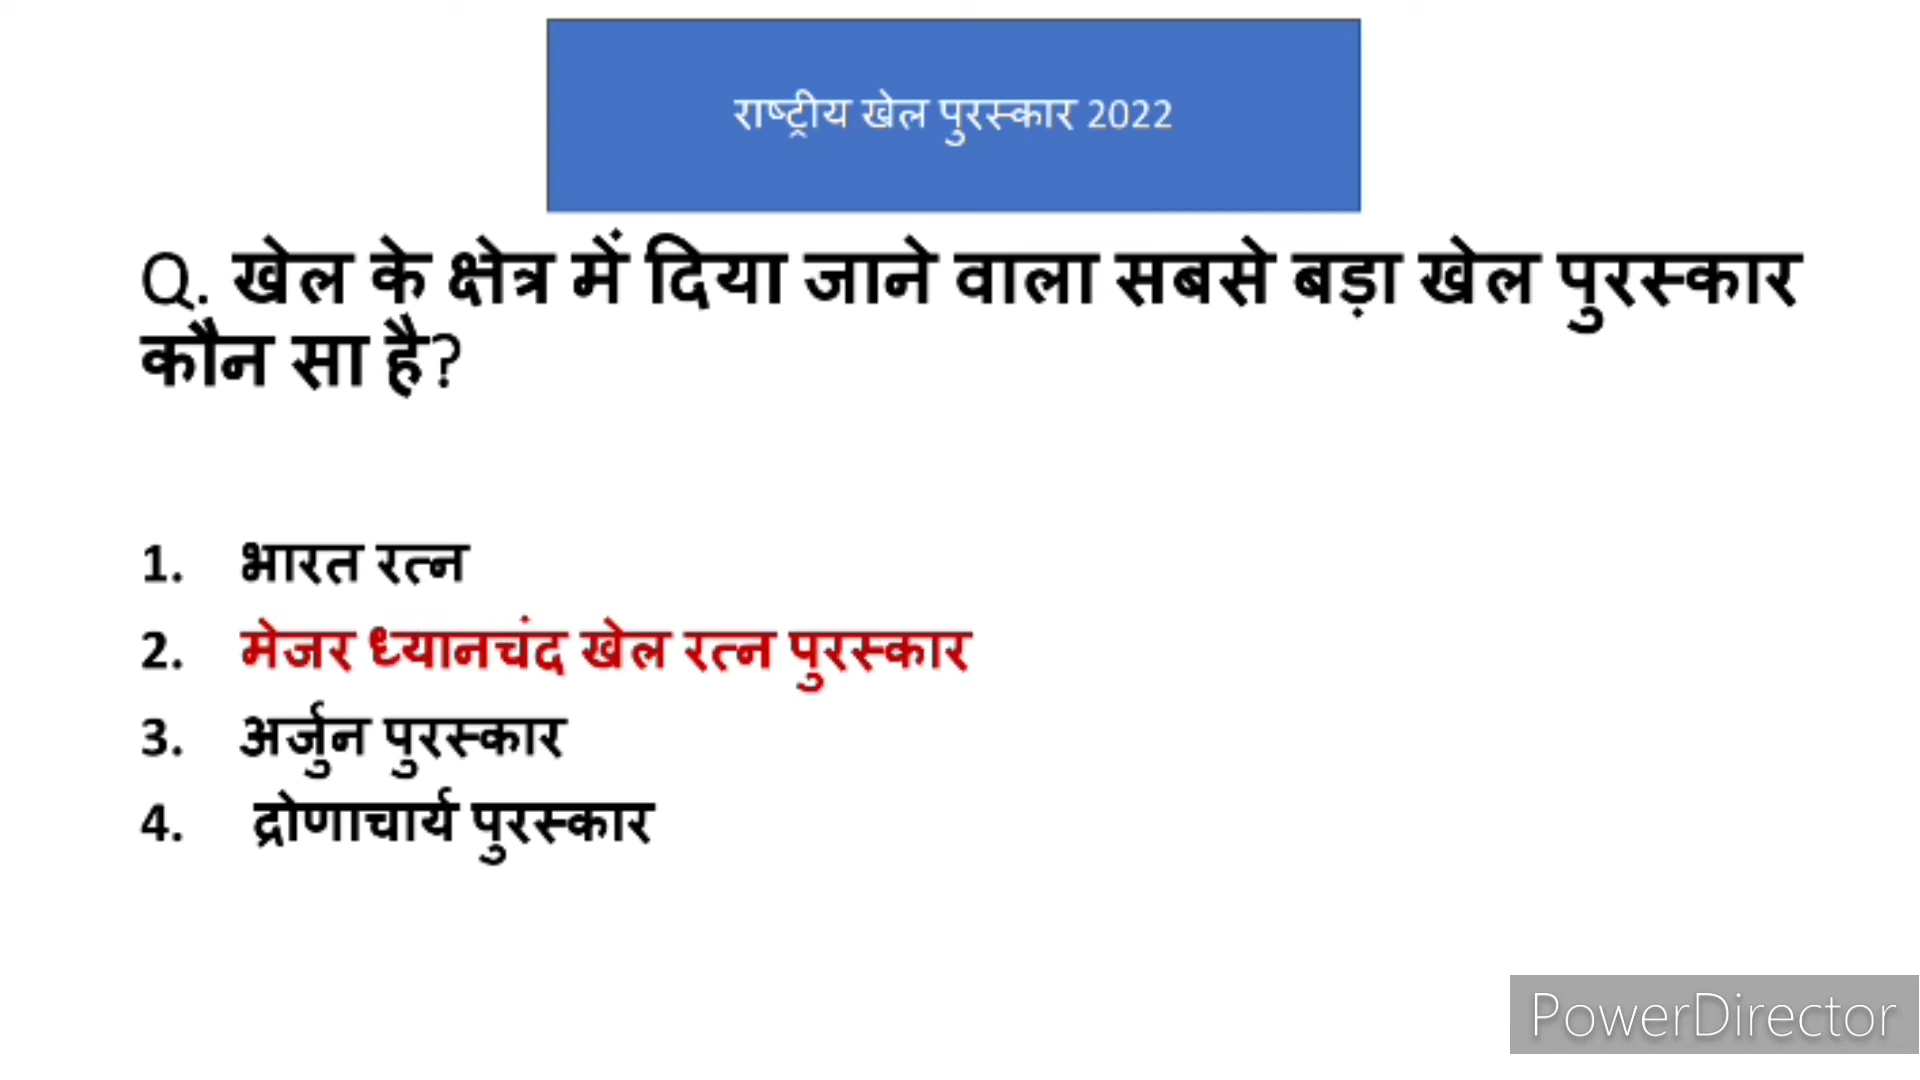 राष्ट्रीय खेल पुरस्कार 2022
Q. खेल के क्षेत्र में दिया जाने वाला सबसे बड़ा खेल पुरस्कार
कौन सा है?
1. भारत रत्न
2. मेजर ध्यानचंद खेल रत्न पुरस्कार
3. अर्जुन पुरस्कार
4. द्रोणाचार्य पुरस्कार
PowerDirector